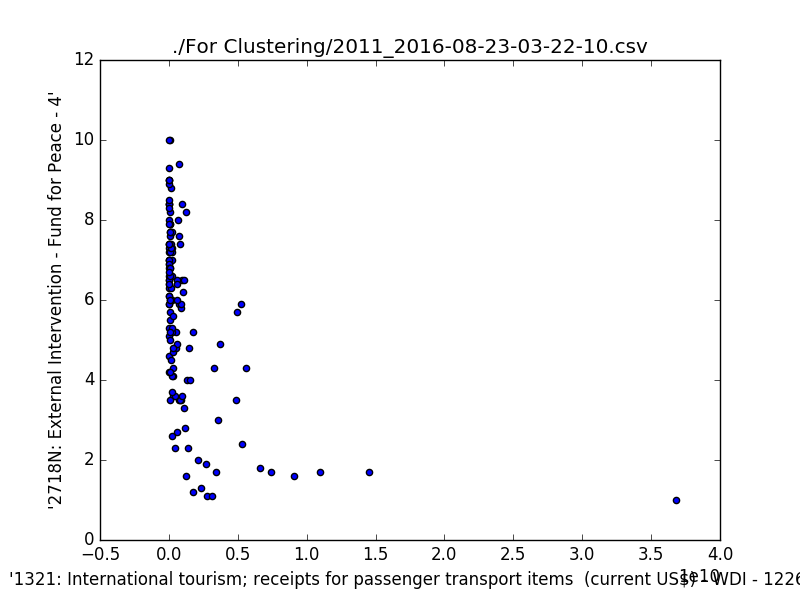 ./For Clustering/2011_2016-08-23-03-22-10.csv
12
10
8
6
4
2
0
'2718N: External Intervention - Fund for Peace - 4'
−0.5 0.0 0.5 1.0 1.5 2.0 2.5 3.0 3.5 4.0
1e10
'1321: International tourism; receipts for passenger transport items (current US$) - WDI - 1226